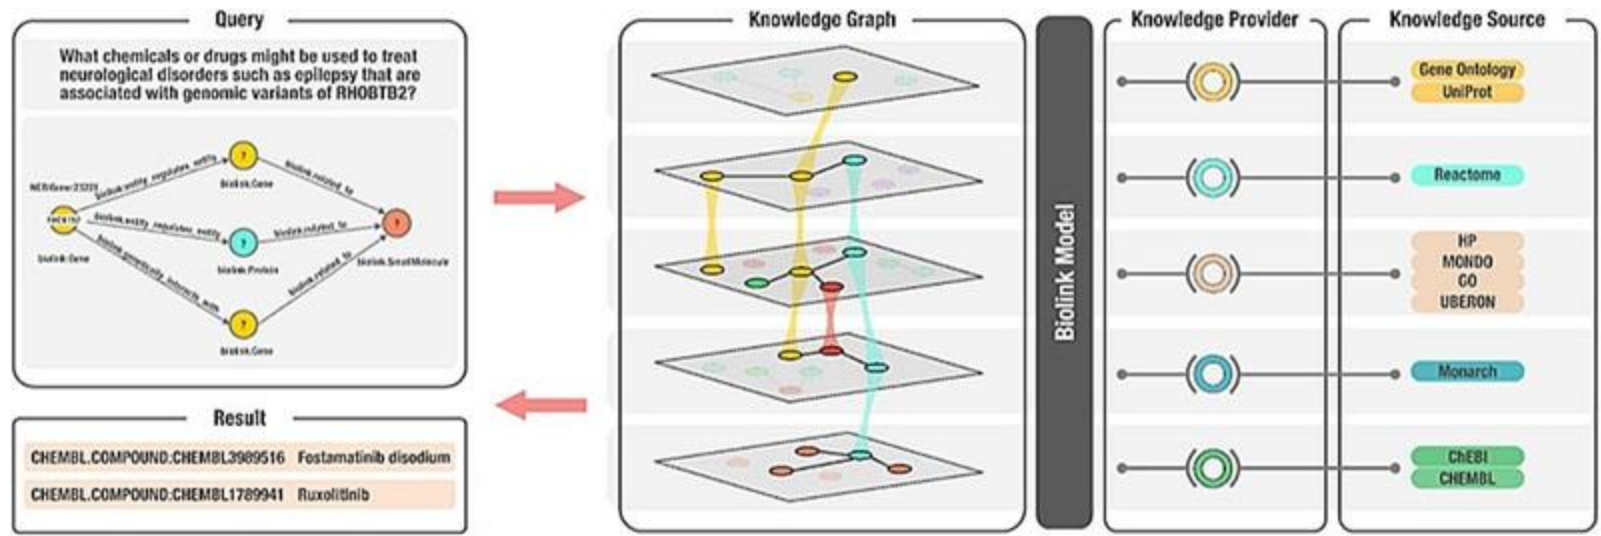 Query
What chemicals or drugs might be used to treat
neurological disorders such as epilepsy that are
associated with genomic variants of RHOBTB2?
?
biolink:Gene
biolink:entity_regulates_entity
biolink:related_to
biolink:Gene
biolink:entity_regulates_entity
?
biolink:related_to
?
biolink:Protein
biolink:SmallMolecule
biolink:genetically_interacts_with
biolink:related_to
?
biolink:Gene
Result
CHEMBL.COMPOUND:CHEMBL3989516 Fostamatinib disodium
CHEMBL.COMPOUND:CHEMBL1789941 Ruxolitinib
Knowledge Graph
Biolink Model
Knowledge Provider
Knowledge Source
Gene Ontology
UniProt
Reactome
HP
MONDO
GO
UBERON
Monarch
ChEBI
CHEMBL